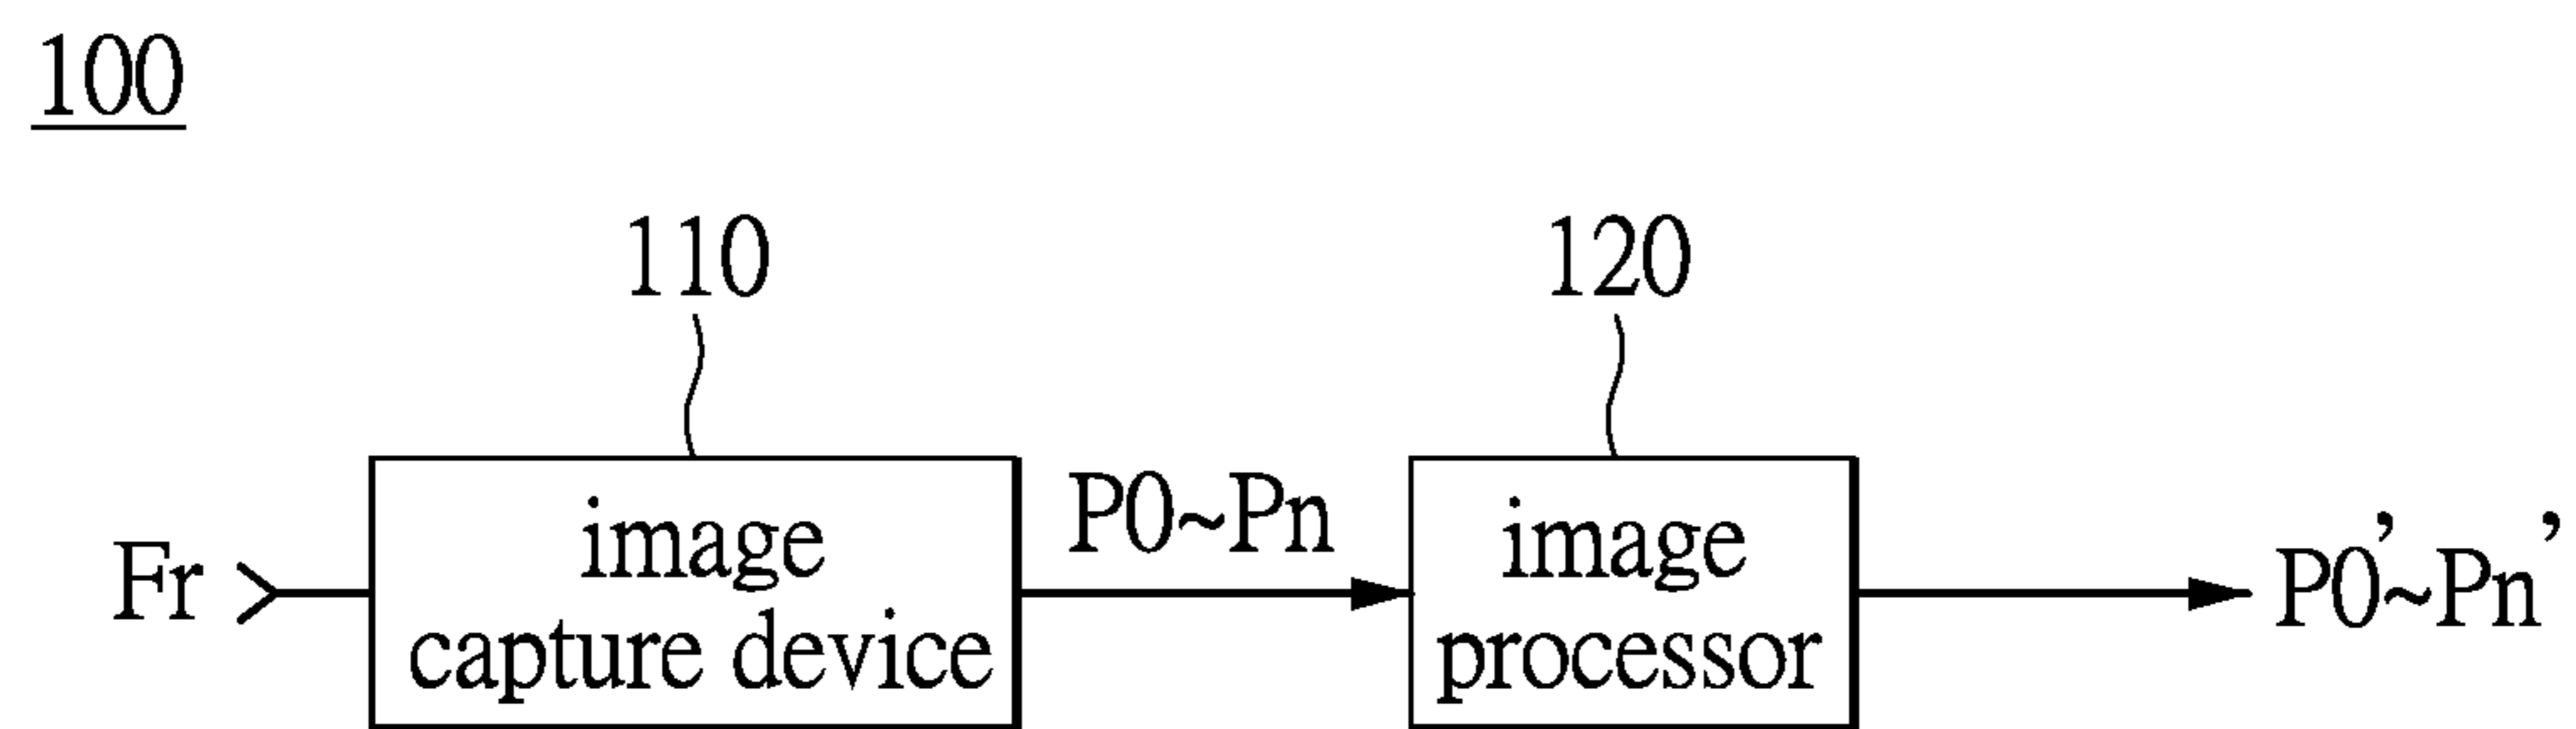 100
110
120
Fr
image
capture device
P0~Pn
image
processor
P0'~Pn'